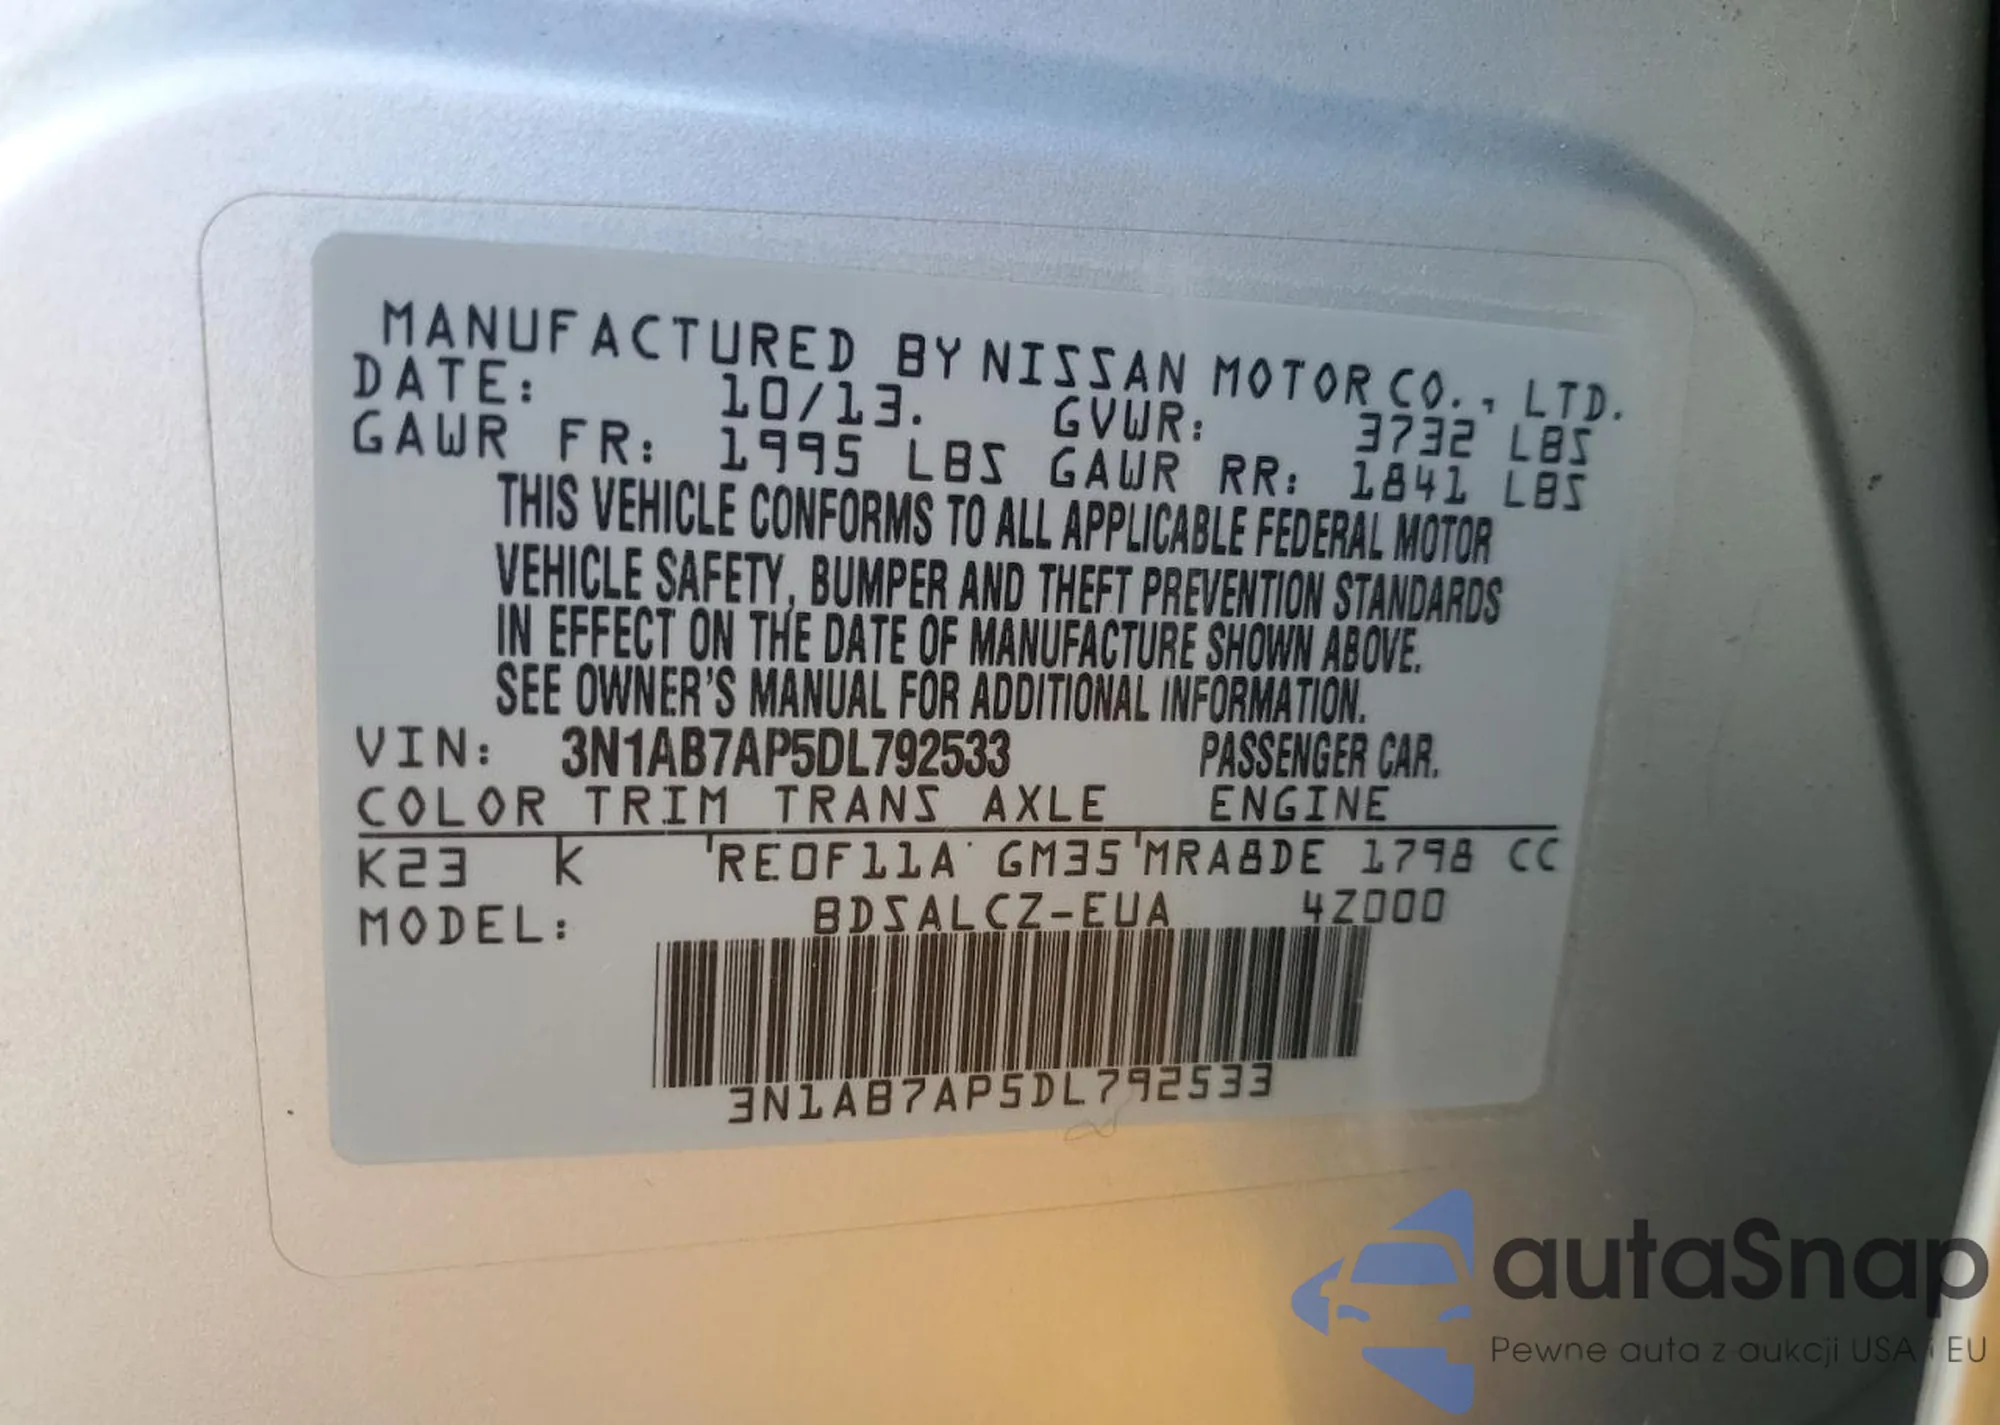 MANUFACTURED BY NISSAN MOTOR CO., LTD.
DATE: 10/13. GVWR: 3732 LBS
GAWR FR: 1995 LBS GAWR RR: 1841 LBS
THIS VEHICLE CONFORMS TO ALL APPLICABLE FEDERAL MOTOR
VEHICLE SAFETY, BUMPER AND THEFT PREVENTION STANDARDS
IN EFFECT ON THE DATE OF MANUFACTURE SHOWN ABOVE.
SEE OWNER'S MANUAL FOR ADDITIONAL INFORMATION.
VIN: 3N1AB7AP5DL792533 PASSENGER CAR.
COLOR TRIM TRANS AXLE ENGINE
K23 K RE0F11A GM35 MRA8DE 1798 CC
MODEL: BDSALCZ-EUA 4Z000
3N1AB7AP5DL792533
autaSnap
Pewne auta z aukcji USA i EU